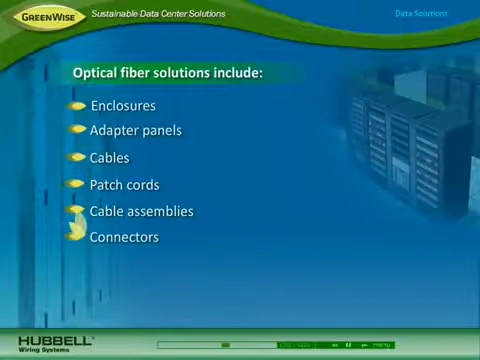 GREENWISE
Sustainable Data Center Solutions
Data Solutions
Optical fiber solutions include:
Enclosures
Adapter panels
Cables
Patch cords
Cable assemblies
Connectors
HUBBELL
Wiring Systems
menu